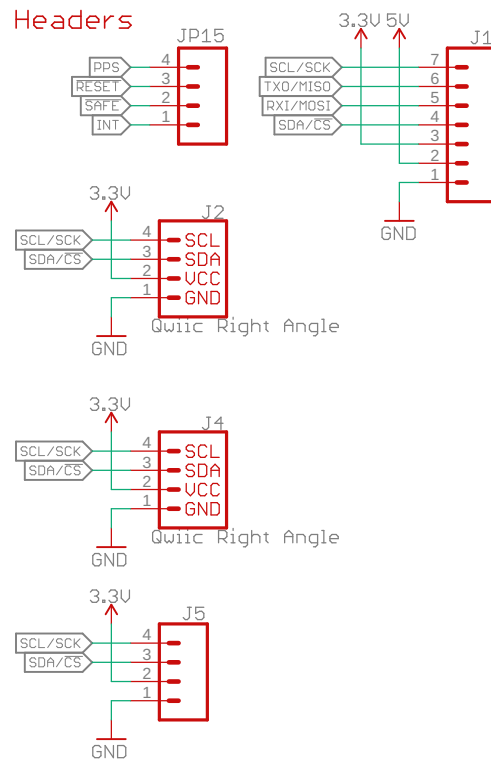 Headers
JP15
PPS 4
RESET 3
SAFE 2
INT 1
3.3V 5V
J1
SCL/SCK 7
TXO/MISO 6
RXI/MOSI 5
SDA/CS 4
3
2
1
GND
3.3V
J2
SCL/SCK 4 SCL
SDA/CS 3 SDA
2 VCC
1 GND
Qwiic Right Angle
GND
3.3V
J4
SCL/SCK 4 SCL
SDA/CS 3 SDA
2 VCC
1 GND
Qwiic Right Angle
GND
3.3V
J5
SCL/SCK 4
SDA/CS 3
2
1
GND